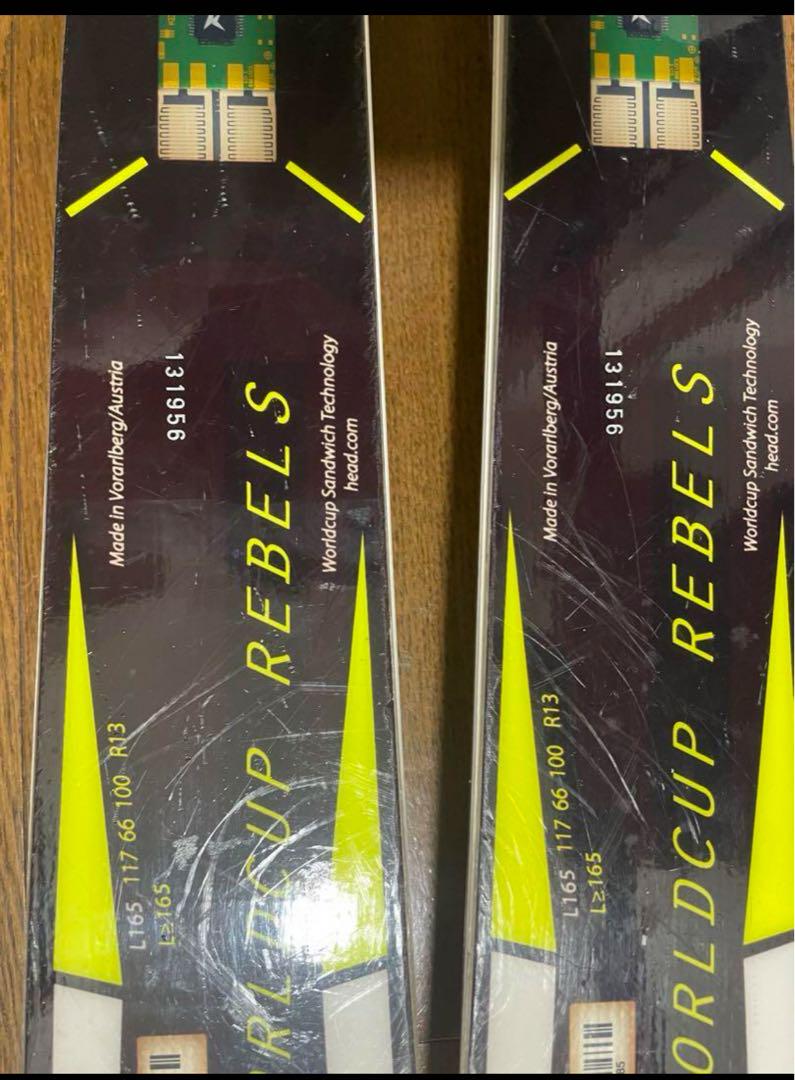 Made in Vorarlberg/Austria
131956
REBELS
Worldcup Sandwich Technology
head.com
L165 117 66 100 R13
L≥165
Made in Vorarlberg/Austria
131956
WORLDCUP REBELS
Worldcup Sandwich Technology
head.com
L165 117 66 100 R13
L≥165